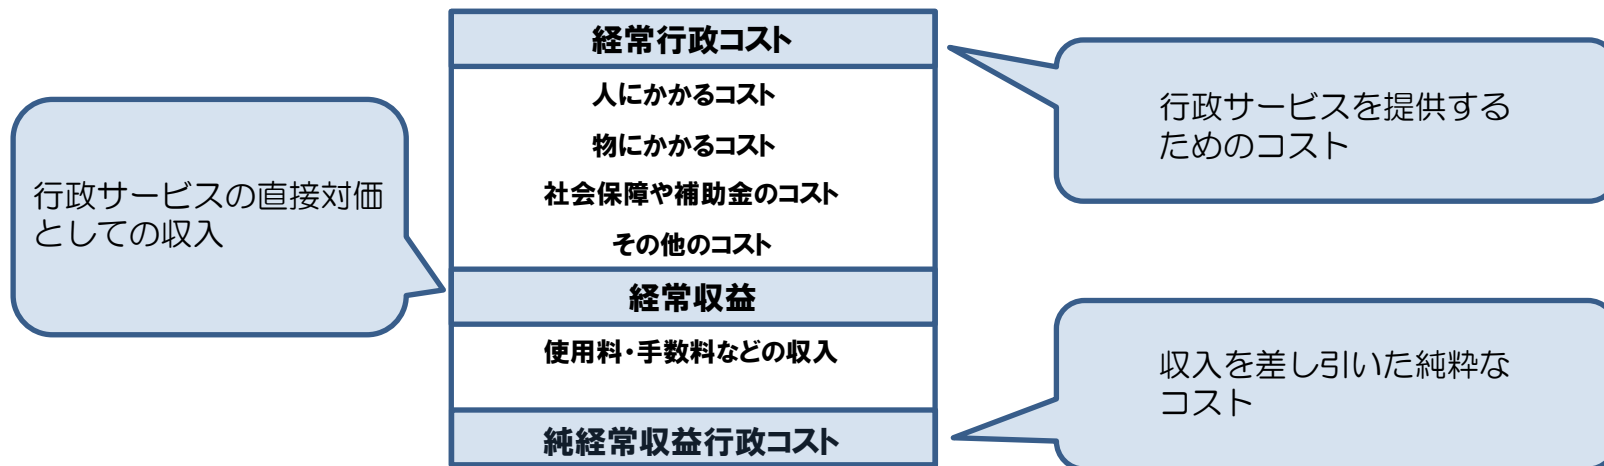 経常行政コスト
人にかかるコスト
物にかかるコスト
社会保障や補助金のコスト
その他のコスト
経常収益
使用料・手数料などの収入
純経常収益行政コスト
行政サービスの直接対価
としての収入
行政サービスを提供する
ためのコスト
収入を差し引いた純粋な
コスト